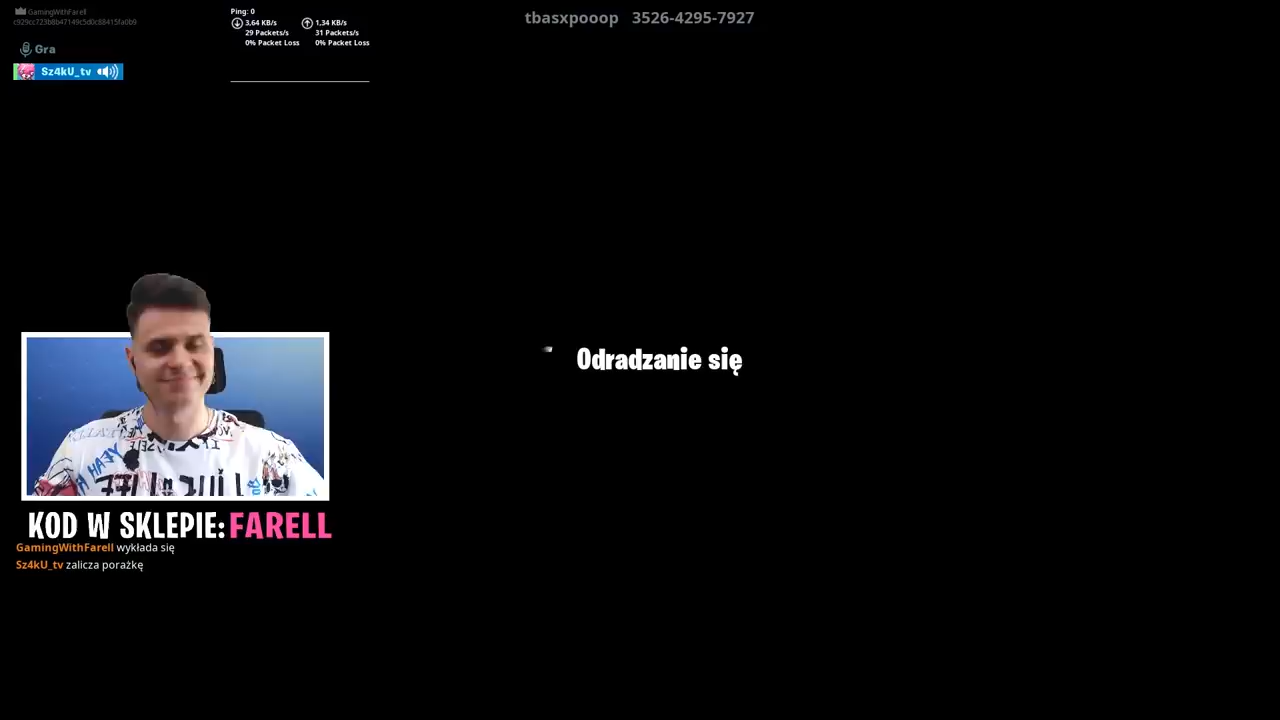 GamingWithFarell
c929cc723b8b47149c5d0c88415fa0b9
Gra
Sz4kU_tv
Ping: 0
3,64 KB/s
29 Packets/s
0% Packet Loss
1,34 KB/s
31 Packets/s
0% Packet Loss
tbasxpooop 3526-4295-7927
Odradzanie się
KOD W SKLEPIE: FARELL
GamingWithFarell wykłada się
Sz4kU_tv zalicza porażkę